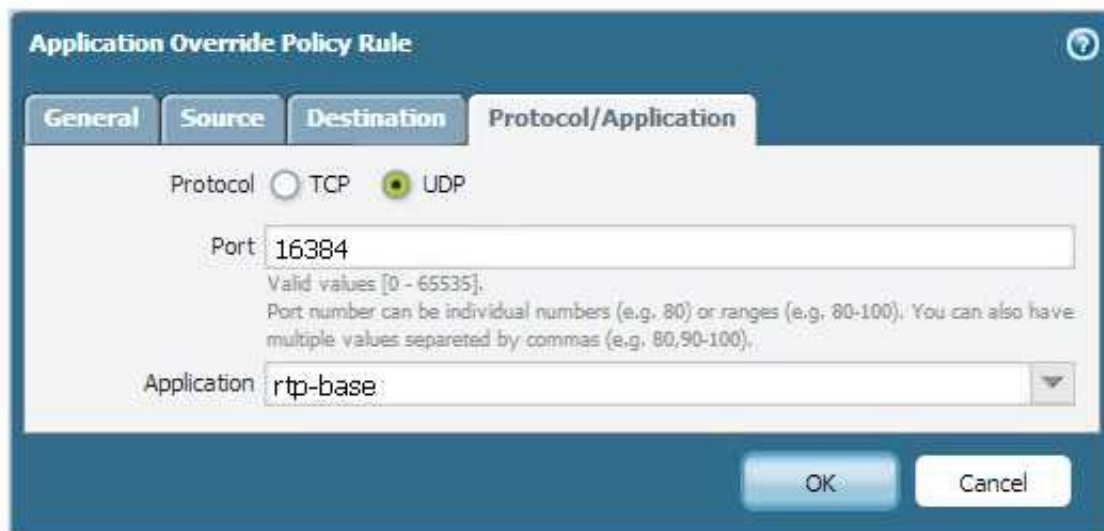 Application Override Policy Rule
General Source Destination Protocol/Application
Protocol TCP UDP
Port 16384
Valid values [0 - 65535].
Port number can be individual numbers (e.g. 80) or ranges (e.g. 80-100). You can also have
multiple values separeted by commas (e.g. 80,90-100).
Application rtp-base
OK Cancel